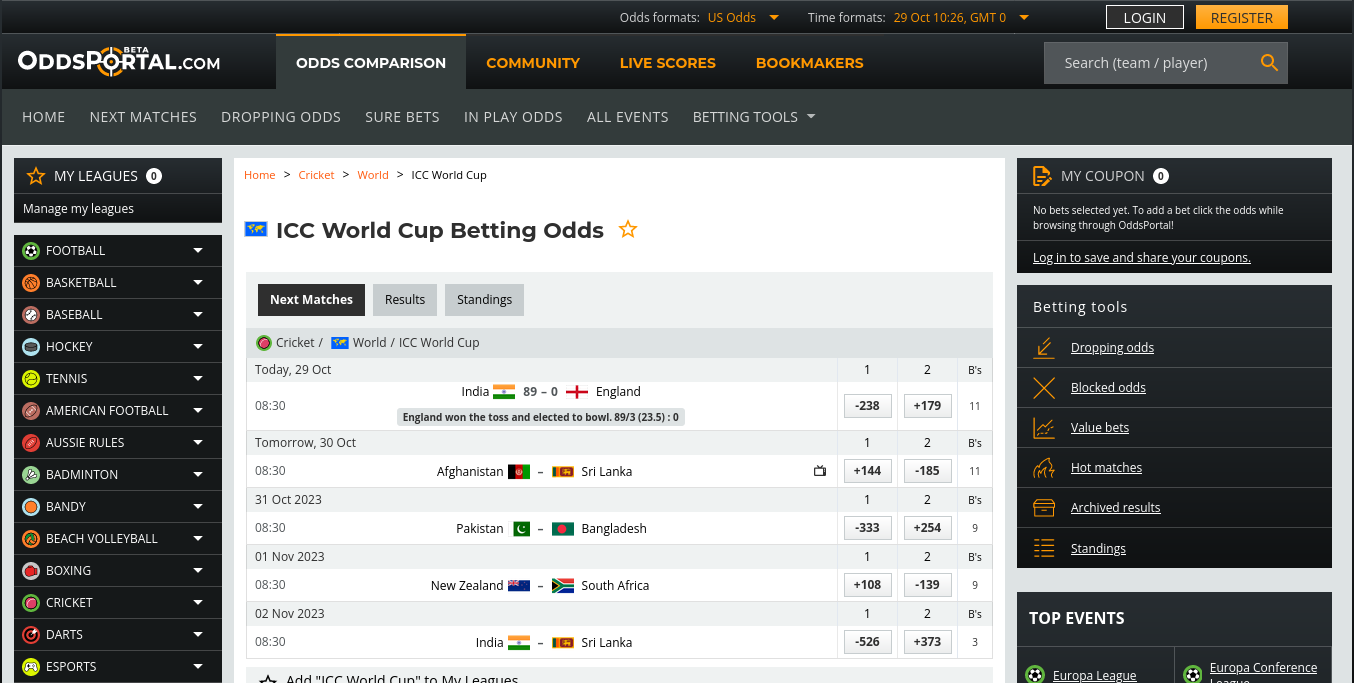 Odds formats: US Odds Time formats: 29 Oct 10:26, GMT 0 LOGIN REGISTER
ODDSPORTAL.COM BETA
ODDS COMPARISON COMMUNITY LIVE SCORES BOOKMAKERS Search (team / player)
HOME NEXT MATCHES DROPPING ODDS SURE BETS IN PLAY ODDS ALL EVENTS BETTING TOOLS
MY LEAGUES 0
Manage my leagues
FOOTBALL
BASKETBALL
BASEBALL
HOCKEY
TENNIS
AMERICAN FOOTBALL
AUSSIE RULES
BADMINTON
BANDY
BEACH VOLLEYBALL
BOXING
CRICKET
DARTS
ESPORTS
Home > Cricket > World > ICC World Cup
ICC World Cup Betting Odds
Next Matches Results Standings
Cricket / World / ICC World Cup
Today, 29 Oct 1 2 B's
India 89 – 0 England
08:30 -238 +179 11
England won the toss and elected to bowl. 89/3 (23.5) : 0
Tomorrow, 30 Oct 1 2 B's
08:30 Afghanistan – Sri Lanka +144 -185 11
31 Oct 2023 1 2 B's
08:30 Pakistan – Bangladesh -333 +254 9
01 Nov 2023 1 2 B's
08:30 New Zealand – South Africa +108 -139 9
02 Nov 2023 1 2 B's
08:30 India – Sri Lanka -526 +373 3
Add "ICC World Cup" to My Leagues
MY COUPON 0
No bets selected yet. To add a bet click the odds while
browsing through OddsPortal!
Log in to save and share your coupons.
Betting tools
Dropping odds
Blocked odds
Value bets
Hot matches
Archived results
Standings
TOP EVENTS
Europa League
Europa Conference
League